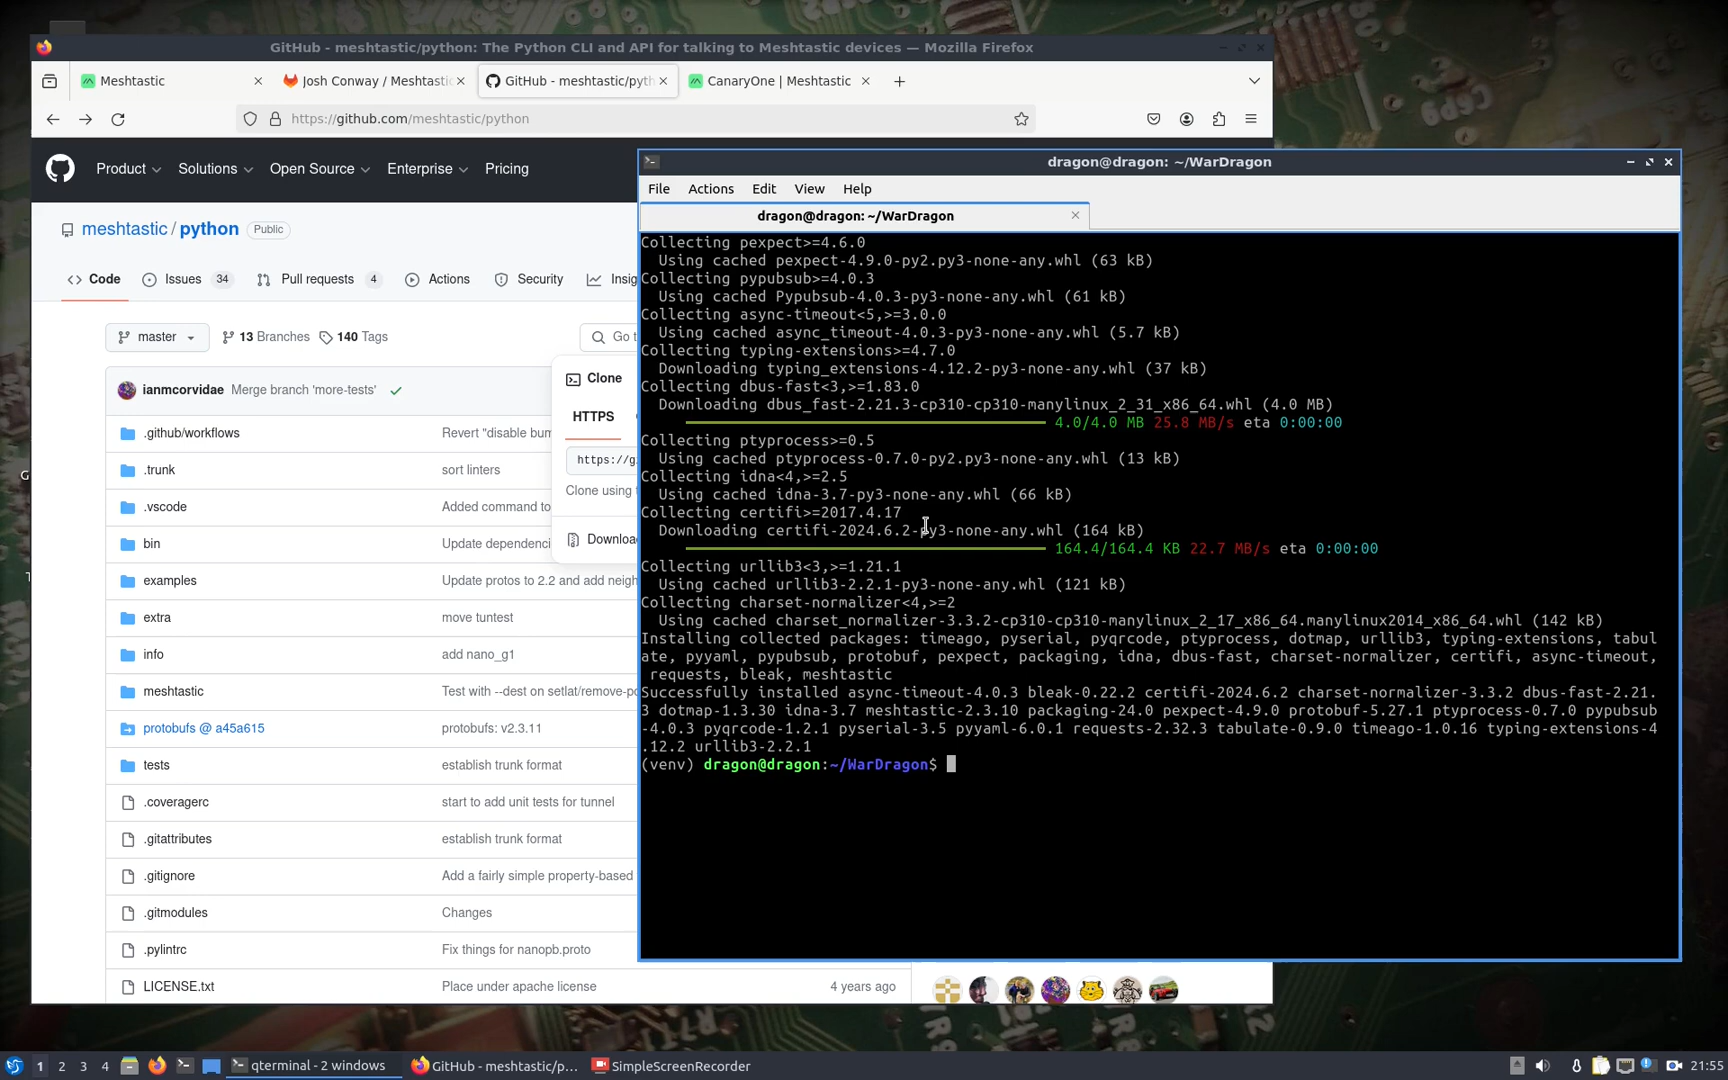 GitHub - meshtastic/python: The Python CLI and API for talking to Meshtastic devices — Mozilla Firefox
Meshtastic
Josh Conway / Meshtastic
GitHub - meshtastic/pyth
CanaryOne | Meshtastic
https://github.com/meshtastic/python
Product
Solutions
Open Source
Enterprise
Pricing
meshtastic / python
Public
Code
Issues 34
Pull requests 4
Actions
Security
Insig
master
13 Branches
140 Tags
Go t
ianmcorvidae Merge branch 'more-tests'
Clone
HTTPS
https://g
Clone using
Downloa
.github/workflows Revert "disable bum
.trunk sort linters
.vscode Added command to
bin Update dependenci
examples Update protos to 2.2 and add neigh
extra move tuntest
info add nano_g1
meshtastic Test with --dest on setlat/remove-po
protobufs @ a45a615 protobufs: v2.3.11
tests establish trunk format
.coveragerc start to add unit tests for tunnel
.gitattributes establish trunk format
.gitignore Add a fairly simple property-based
.gitmodules Changes
.pylintrc Fix things for nanopb.proto
LICENSE.txt Place under apache license 4 years ago
dragon@dragon: ~/WarDragon
File Actions Edit View Help
dragon@dragon: ~/WarDragon
Collecting pexpect>=4.6.0
Using cached pexpect-4.9.0-py2.py3-none-any.whl (63 kB)
Collecting pypubsub>=4.0.3
Using cached Pypubsub-4.0.3-py3-none-any.whl (61 kB)
Collecting async-timeout<5,>=3.0.0
Using cached async_timeout-4.0.3-py3-none-any.whl (5.7 kB)
Collecting typing-extensions>=4.7.0
Downloading typing_extensions-4.12.2-py3-none-any.whl (37 kB)
Collecting dbus-fast<3,>=1.83.0
Downloading dbus_fast-2.21.3-cp310-cp310-manylinux_2_31_x86_64.whl (4.0 MB)
4.0/4.0 MB 25.8 MB/s eta 0:00:00
Collecting ptyprocess>=0.5
Using cached ptyprocess-0.7.0-py2.py3-none-any.whl (13 kB)
Collecting idna<4,>=2.5
Using cached idna-3.7-py3-none-any.whl (66 kB)
Collecting certifi>=2017.4.17
Downloading certifi-2024.6.2-py3-none-any.whl (164 kB)
164.4/164.4 KB 22.7 MB/s eta 0:00:00
Collecting urllib3<3,>=1.21.1
Using cached urllib3-2.2.1-py3-none-any.whl (121 kB)
Collecting charset-normalizer<4,>=2
Using cached charset_normalizer-3.3.2-cp310-cp310-manylinux_2_17_x86_64.manylinux2014_x86_64.whl (142 kB)
Installing collected packages: timeago, pyserial, pyqrcode, ptyprocess, dotmap, urllib3, typing-extensions, tabul
ate, pyyaml, pypubsub, protobuf, pexpect, packaging, idna, dbus-fast, charset-normalizer, certifi, async-timeout,
requests, bleak, meshtastic
Successfully installed async-timeout-4.0.3 bleak-0.22.2 certifi-2024.6.2 charset-normalizer-3.3.2 dbus-fast-2.21.
3 dotmap-1.3.30 idna-3.7 meshtastic-2.3.10 packaging-24.0 pexpect-4.9.0 protobuf-5.27.1 ptyprocess-0.7.0 pypubsub
-4.0.3 pyqrcode-1.2.1 pyserial-3.5 pyyaml-6.0.1 requests-2.32.3 tabulate-0.9.0 timeago-1.0.16 typing-extensions-4
.12.2 urllib3-2.2.1
(venv) dragon@dragon:~/WarDragon$
1 2 3 4
qterminal - 2 windows
GitHub - meshtastic/p...
SimpleScreenRecorder
21:55